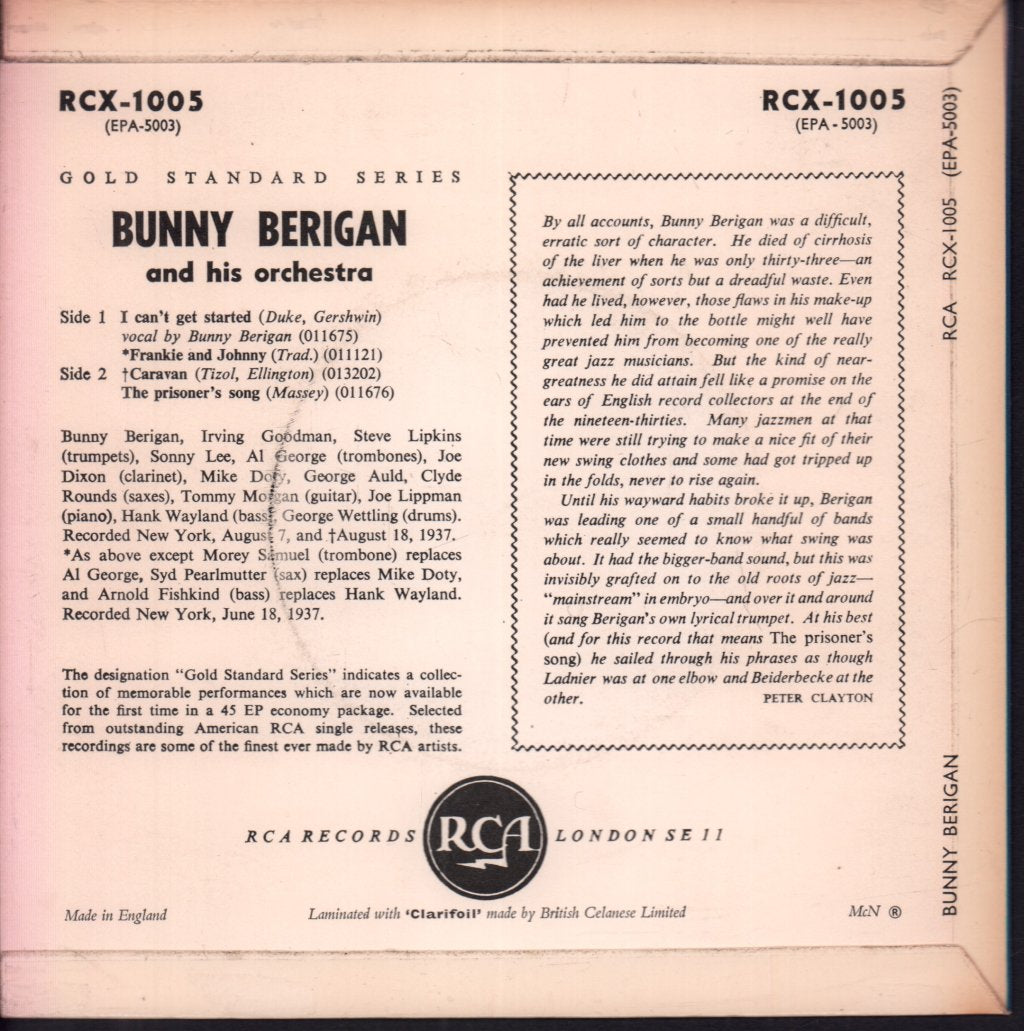 RCX-1005
(EPA-5003)
RCX-1005
(EPA-5003)
GOLD STANDARD SERIES
BUNNY BERIGAN
and his orchestra
Side 1 I can't get started (Duke, Gershwin)
vocal by Bunny Berigan (011675)
*Frankie and Johnny (Trad.) (011121)
Side 2 †Caravan (Tizol, Ellington) (013202)
The prisoner's song (Massey) (011676)
Bunny Berigan, Irving Goodman, Steve Lipkins
(trumpets), Sonny Lee, Al George (trombones), Joe
Dixon (clarinet), Mike Doty, George Auld, Clyde
Rounds (saxes), Tommy Morgan (guitar), Joe Lippman
(piano), Hank Wayland (bass), George Wettling (drums).
Recorded New York, August 7, and †August 18, 1937.
*As above except Morey Samuel (trombone) replaces
Al George, Syd Pearlmutter (sax) replaces Mike Doty,
and Arnold Fishkind (bass) replaces Hank Wayland.
Recorded New York, June 18, 1937.
The designation "Gold Standard Series" indicates a collec-
tion of memorable performances which are now available
for the first time in a 45 EP economy package. Selected
from outstanding American RCA single releases, these
recordings are some of the finest ever made by RCA artists.
By all accounts, Bunny Berigan was a difficult,
erratic sort of character. He died of cirrhosis
of the liver when he was only thirty-three—an
achievement of sorts but a dreadful waste. Even
had he lived, however, those flaws in his make-up
which led him to the bottle might well have
prevented him from becoming one of the really
great jazz musicians. But the kind of near-
greatness he did attain fell like a promise on the
ears of English record collectors at the end of
the nineteen-thirties. Many jazzmen at that
time were still trying to make a nice fit of their
new swing clothes and some had got tripped up
in the folds, never to rise again.
Until his wayward habits broke it up, Berigan
was leading one of a small handful of bands
which really seemed to know what swing was
about. It had the bigger-band sound, but this was
invisibly grafted on to the old roots of jazz—
"mainstream" in embryo—and over it and around
it sang Berigan's own lyrical trumpet. At his best
(and for this record that means The prisoner's
song) he sailed through his phrases as though
Ladnier was at one elbow and Beiderbecke at the
other. PETER CLAYTON
RCA RECORDS RCA LONDON SE 11
Made in England Laminated with 'Clarifoil' made by British Celanese Limited McN ®
BUNNY BERIGAN RCA RCX-1005 (EPA-5003)